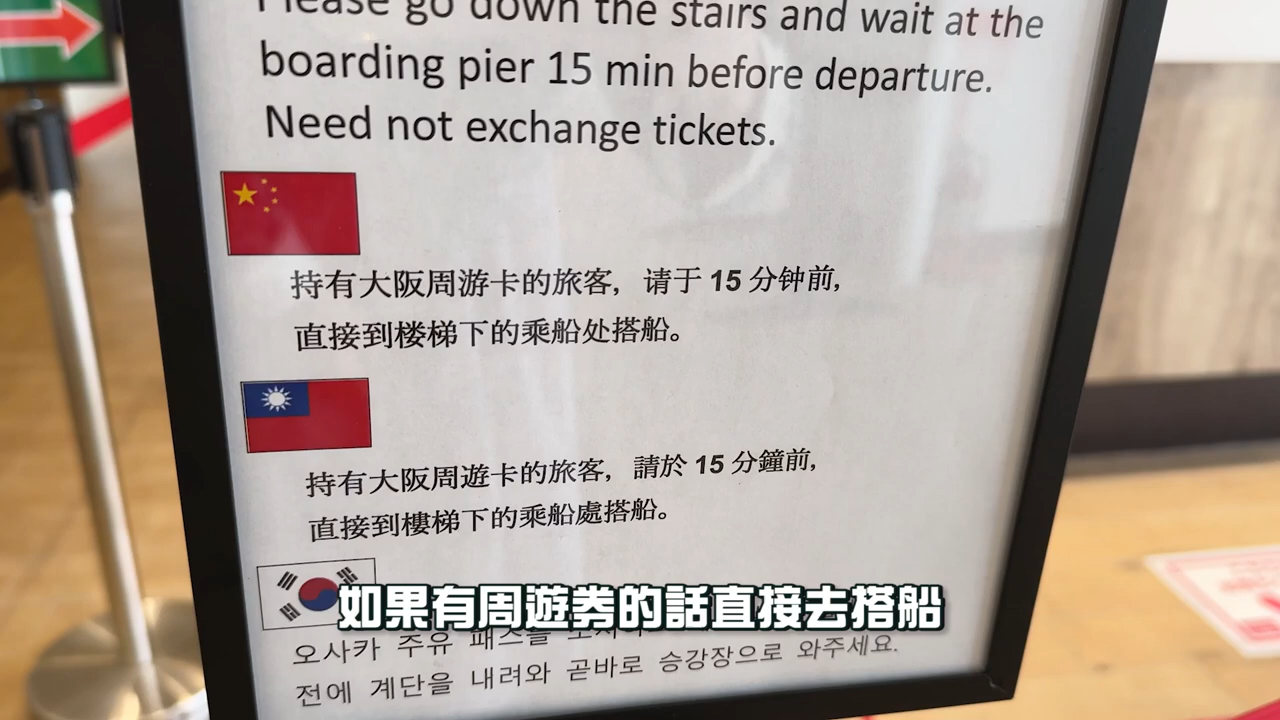 Please go down the stairs and wait at the
boarding pier 15 min before departure.
Need not exchange tickets.
持有大阪周游卡的旅客，请于 15 分钟前，
直接到楼梯下的乘船处搭船。
持有大阪周遊卡的旅客，請於 15 分鐘前，
直接到樓梯下的乘船處搭船。
如果有周遊券的話直接去搭船
오사카 주유 패스를
전에 계단을 내려와 곧바로 승강장으로 와주세요.